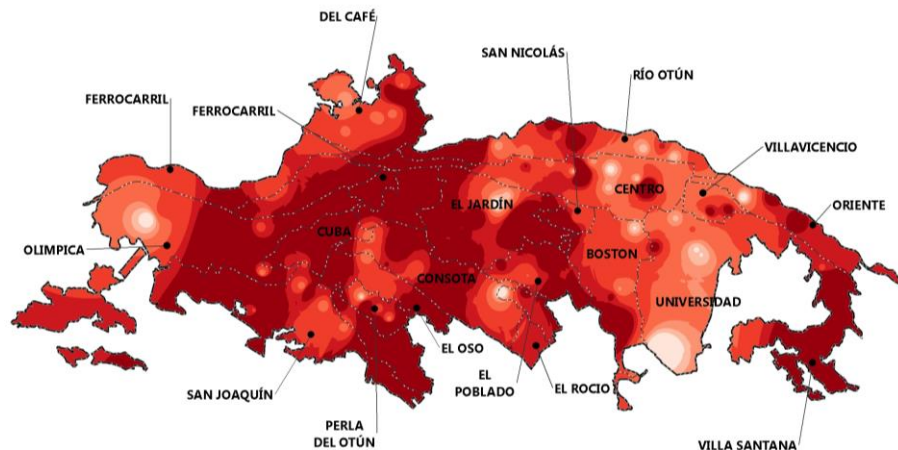 DEL CAFÉ
SAN NICOLÁS
RÍO OTÚN
FERROCARRIL
FERROCARRIL
VILLAVICENCIO
CENTRO
EL JARDÍN
ORIENTE
CUBA
OLIMPICA
BOSTON
CONSOTA
UNIVERSIDAD
EL OSO
SAN JOAQUÍN
EL
POBLADO
EL ROCIO
PERLA
DEL OTÚN
VILLA SANTANA